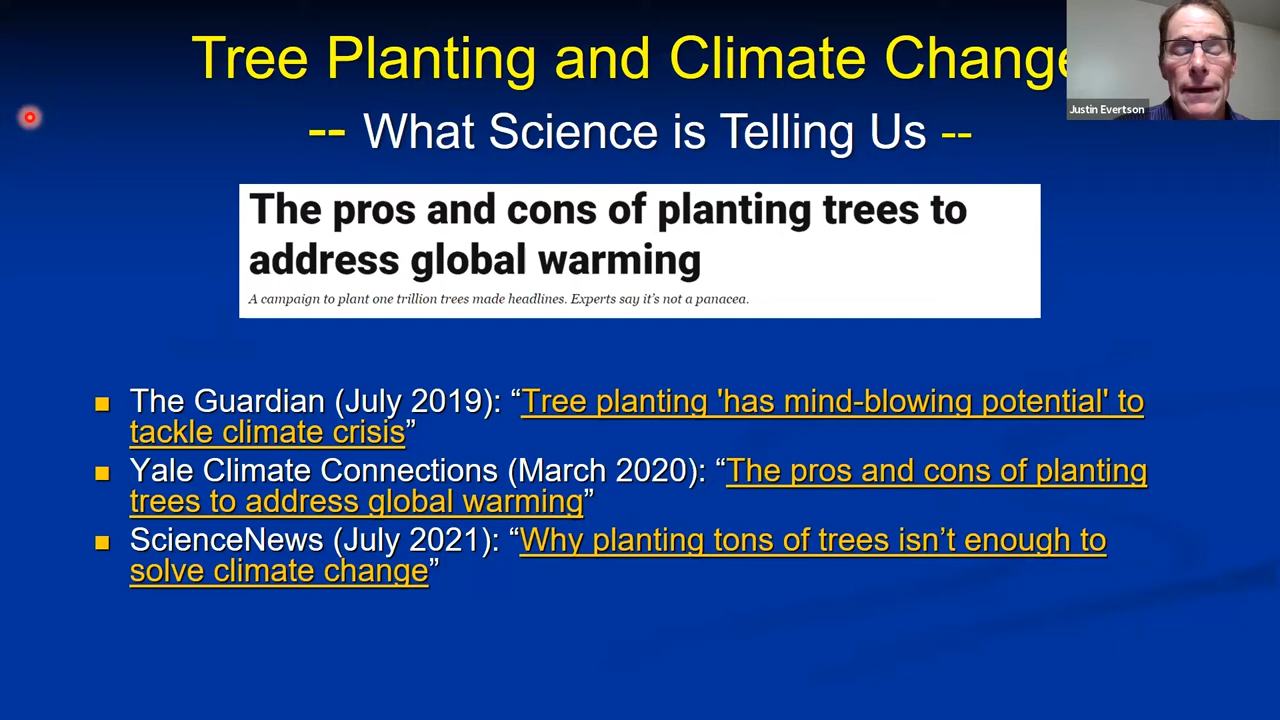 Tree Planting and Climate Change
-- What Science is Telling Us --
Justin Evertson
The pros and cons of planting trees to
address global warming
A campaign to plant one trillion trees made headlines. Experts say it's not a panacea.
The Guardian (July 2019): “Tree planting 'has mind-blowing potential' to
tackle climate crisis”
Yale Climate Connections (March 2020): “The pros and cons of planting
trees to address global warming”
ScienceNews (July 2021): “Why planting tons of trees isn’t enough to
solve climate change”